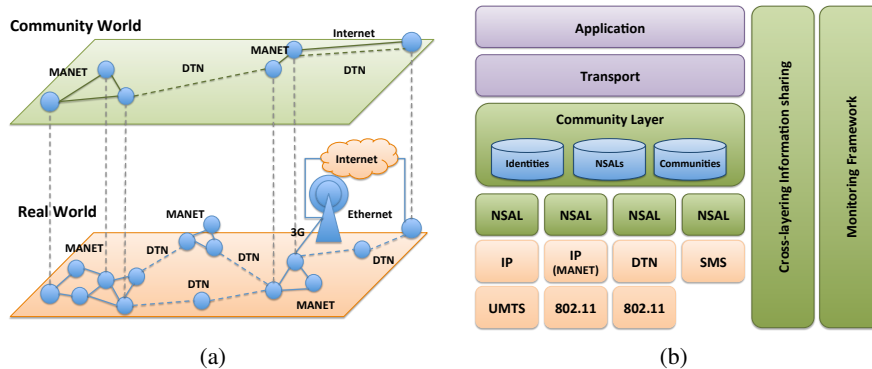 Community World
Internet
MANET
DTN
MANET
DTN
Internet
Real World
MANET
Ethernet
3G
MANET
DTN
DTN
DTN
DTN
MANET
(a)
Application
Transport
Community Layer
Identities
NSALs
Communities
NSAL
NSAL
NSAL
NSAL
IP
IP
(MANET)
DTN
SMS
UMTS
802.11
802.11
Cross-layering Information sharing
Monitoring Framework
(b)